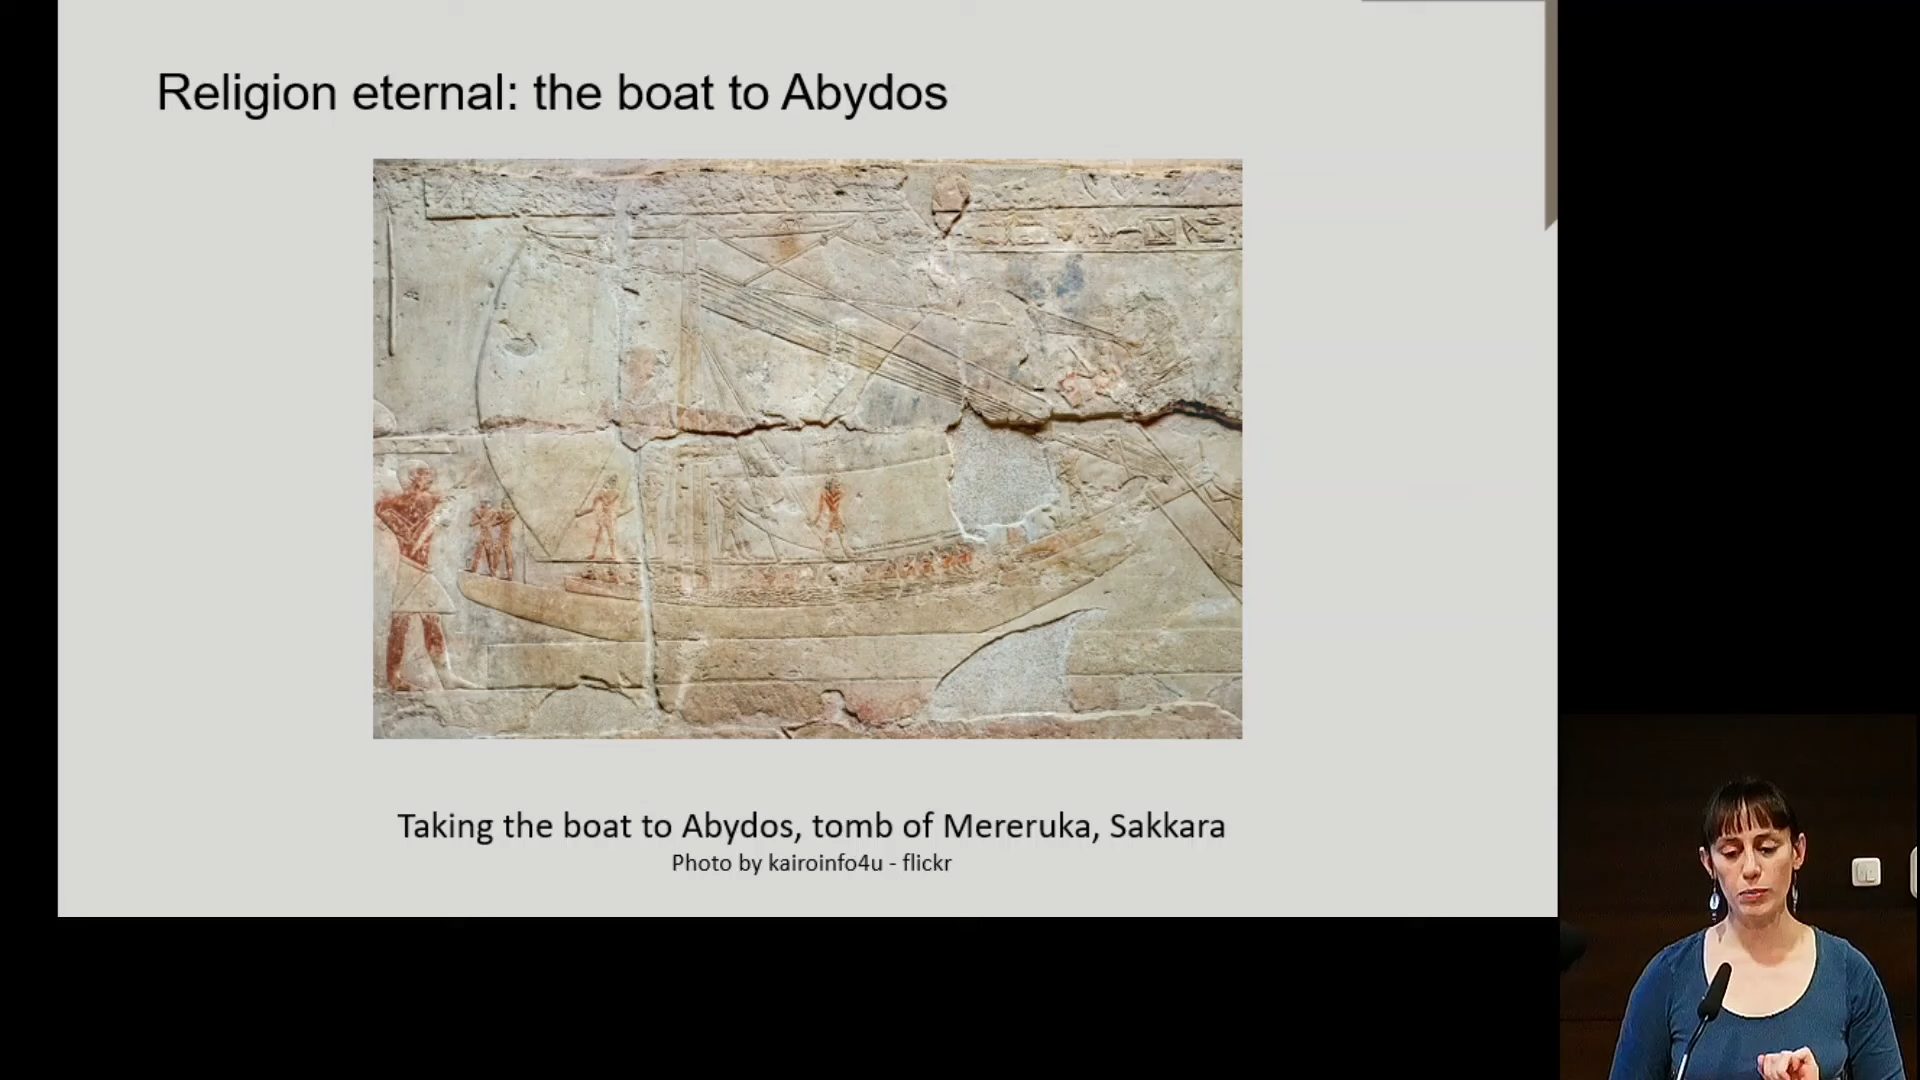 Religion eternal: the boat to Abydos
Taking the boat to Abydos, tomb of Mereruka, Sakkara
Photo by kairoinfo4u - flickr